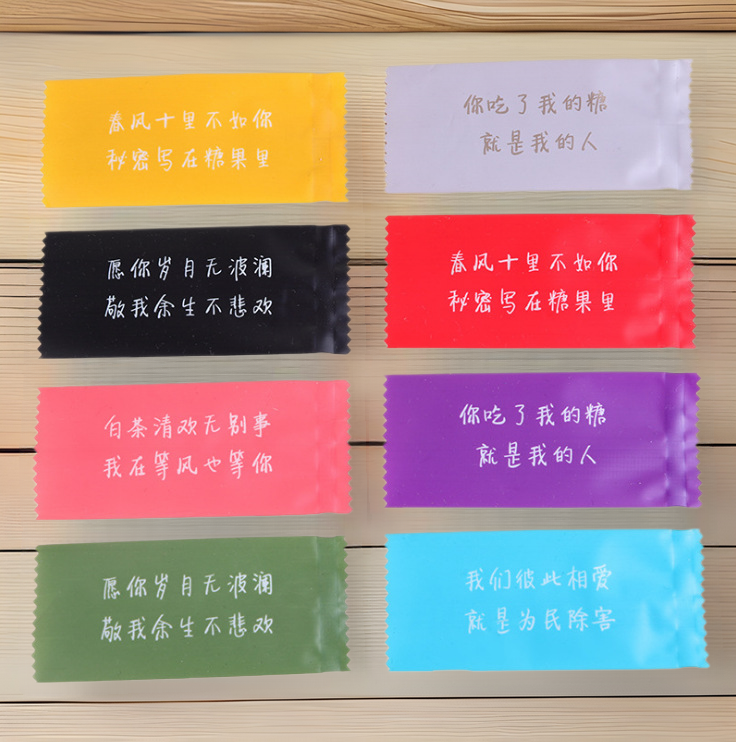 春风十里不如你
秘密写在糖果里
你吃了我的糖
就是我的人
愿你岁月无波澜
敬我余生不悲欢
春风十里不如你
秘密写在糖果里
白茶清欢无别事
我在等风也等你
你吃了我的糖
就是我的人
愿你岁月无波澜
敬我余生不悲欢
我们彼此相爱
就是为民除害